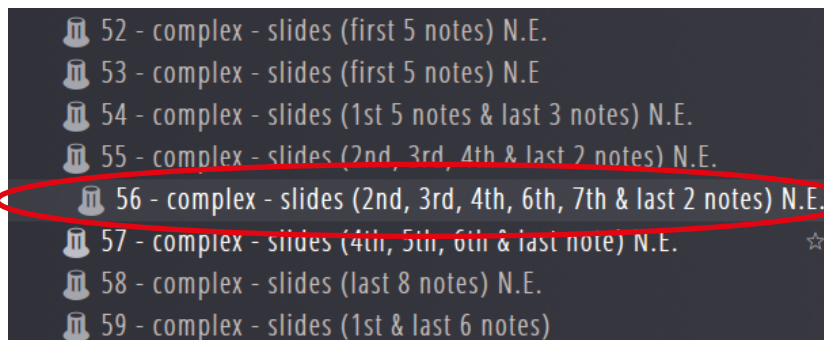 52 - complex - slides (first 5 notes) N.E.
53 - complex - slides (first 5 notes) N.E
54 - complex - slides (1st 5 notes & last 3 notes) N.E.
55 - complex - slides (2nd, 3rd, 4th & last 2 notes) N.E.
56 - complex - slides (2nd, 3rd, 4th, 6th, 7th & last 2 notes) N.E.
57 - complex - slides (4th, 5th, 6th & last note) N.E.
58 - complex - slides (last 8 notes) N.E.
59 - complex - slides (1st & last 6 notes)